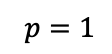 p = 1